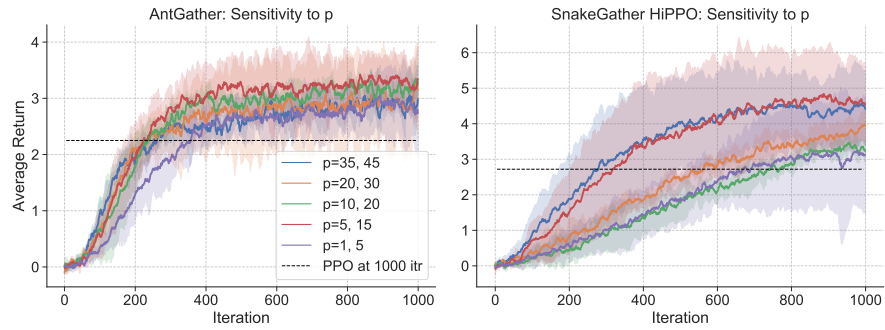 AntGather: Sensitivity to p
Average Return
4
3
2
1
0
p=35, 45
p=20, 30
p=10, 20
p=5, 15
p=1, 5
PPO at 1000 itr
0 200 400 600 800 1000
Iteration
SnakeGather HiPPO: Sensitivity to p
6
5
4
3
2
1
0
0 200 400 600 800 1000
Iteration